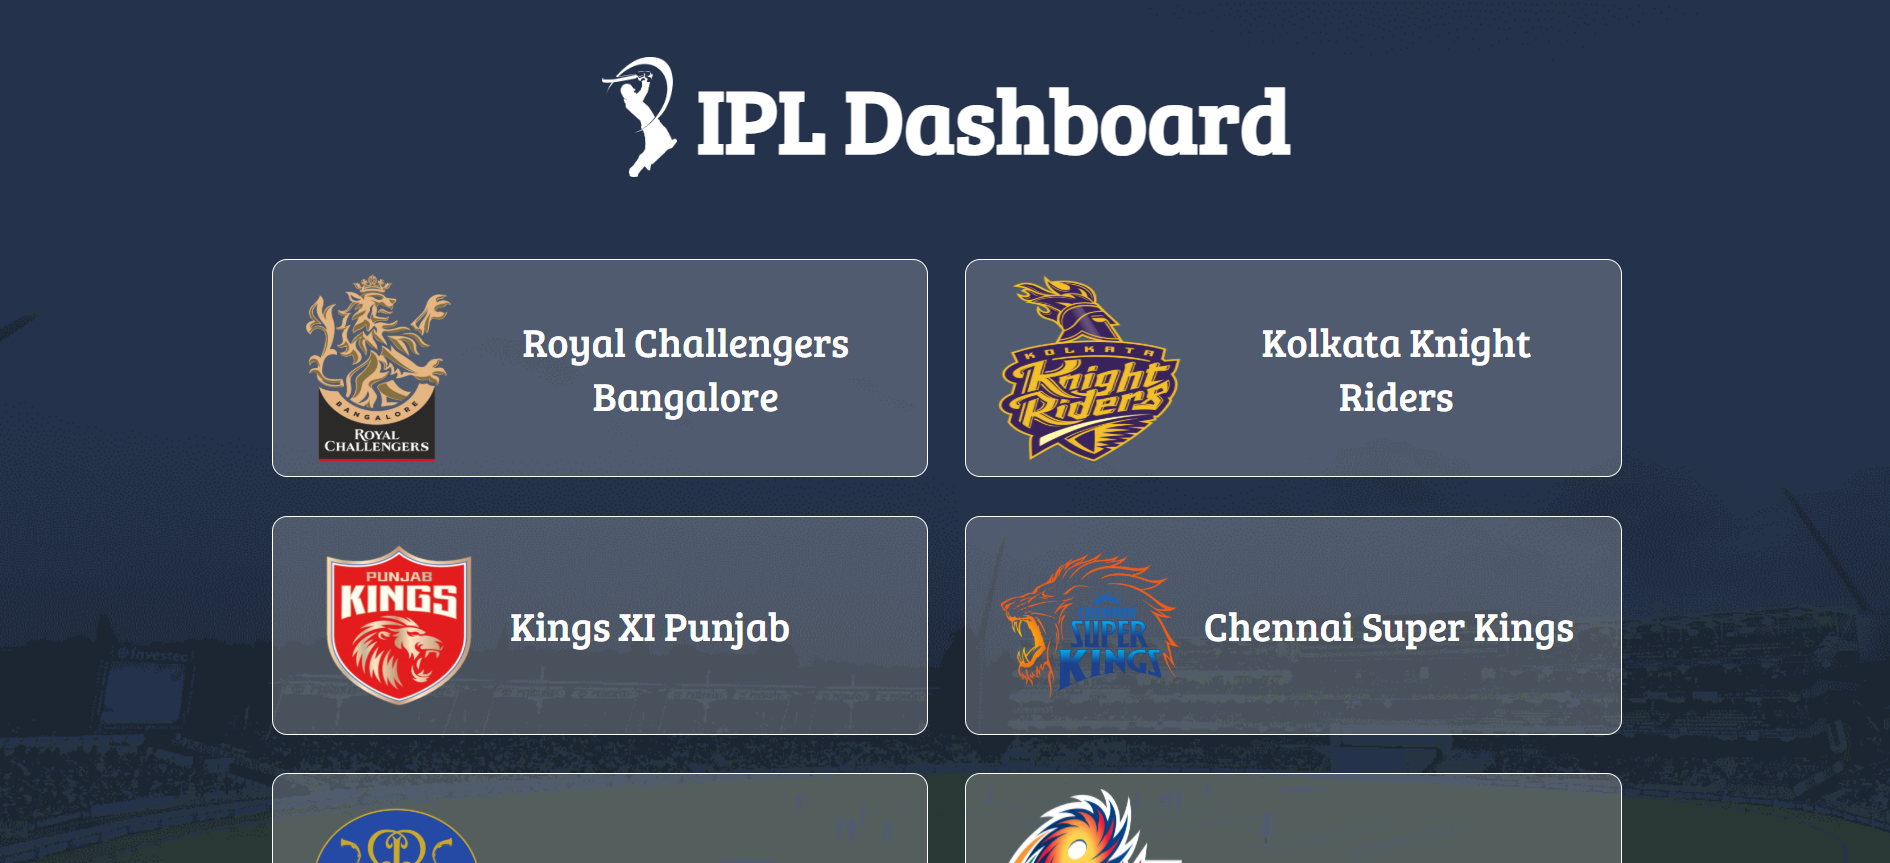 IPL Dashboard
BANGALORE
ROYAL
CHALLENGERS
Royal Challengers
Bangalore
KOLKATA
Knight
Riders
Kolkata Knight
Riders
PUNJAB
KINGS
Kings XI Punjab
CHENNAI
SUPER
KINGS
Chennai Super Kings
Investec